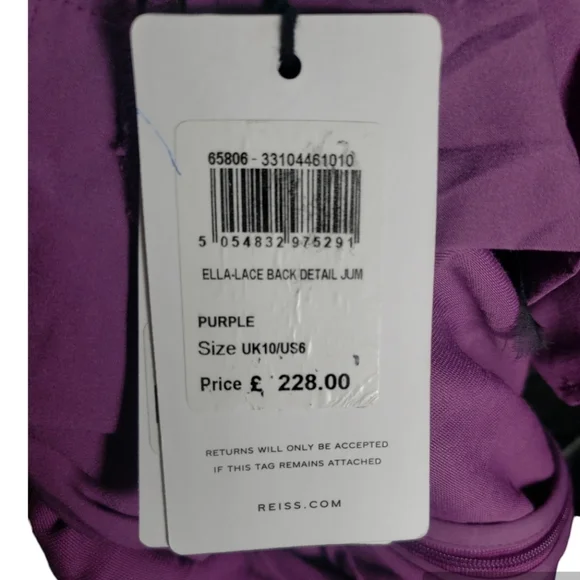 65806 - 33104461010
5 054832 975291
ELLA-LACE BACK DETAIL JUM
PURPLE
Size UK10/US6
Price £ 228.00
RETURNS WILL ONLY BE ACCEPTED
IF THIS TAG REMAINS ATTACHED
REISS.COM